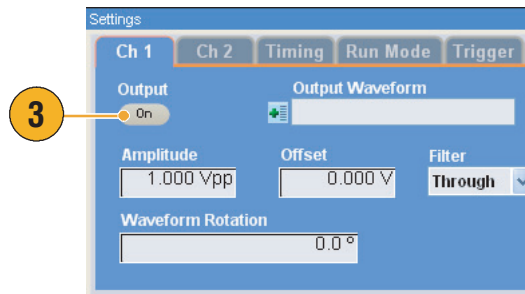 Settings
Ch 1 Ch 2 Timing Run Mode Trigger
Output Output Waveform
3 On
Amplitude Offset Filter
1.000 Vpp 0.000 V Through
Waveform Rotation
0.0 °